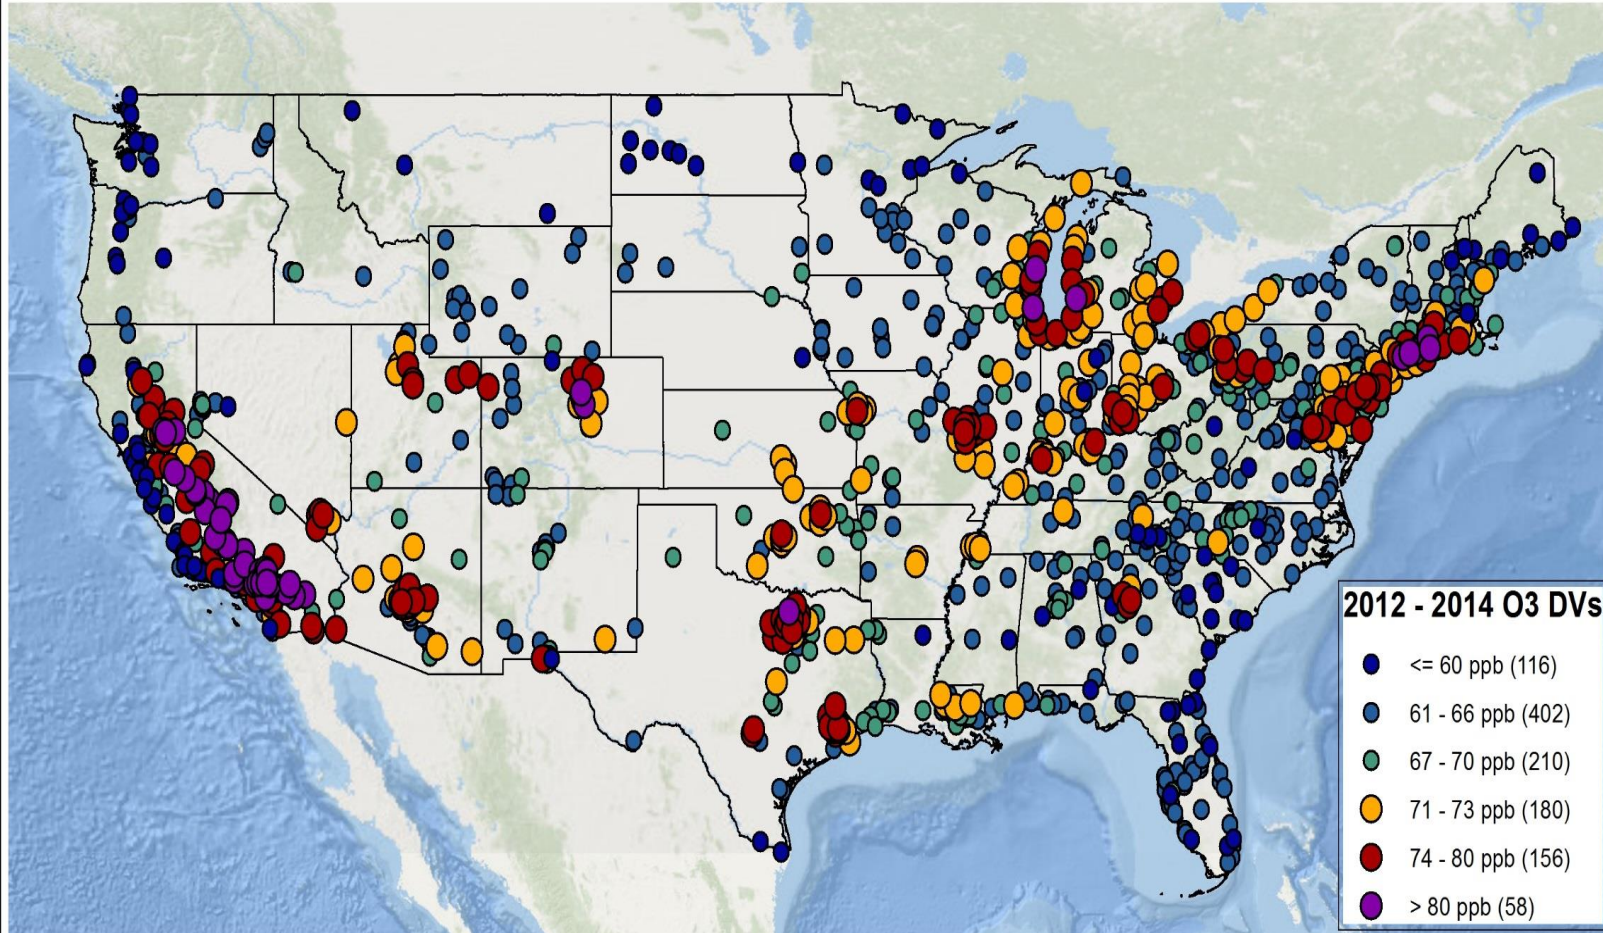 2012 - 2014 O3 DVs
<= 60 ppb (116)
61 - 66 ppb (402)
67 - 70 ppb (210)
71 - 73 ppb (180)
74 - 80 ppb (156)
> 80 ppb (58)